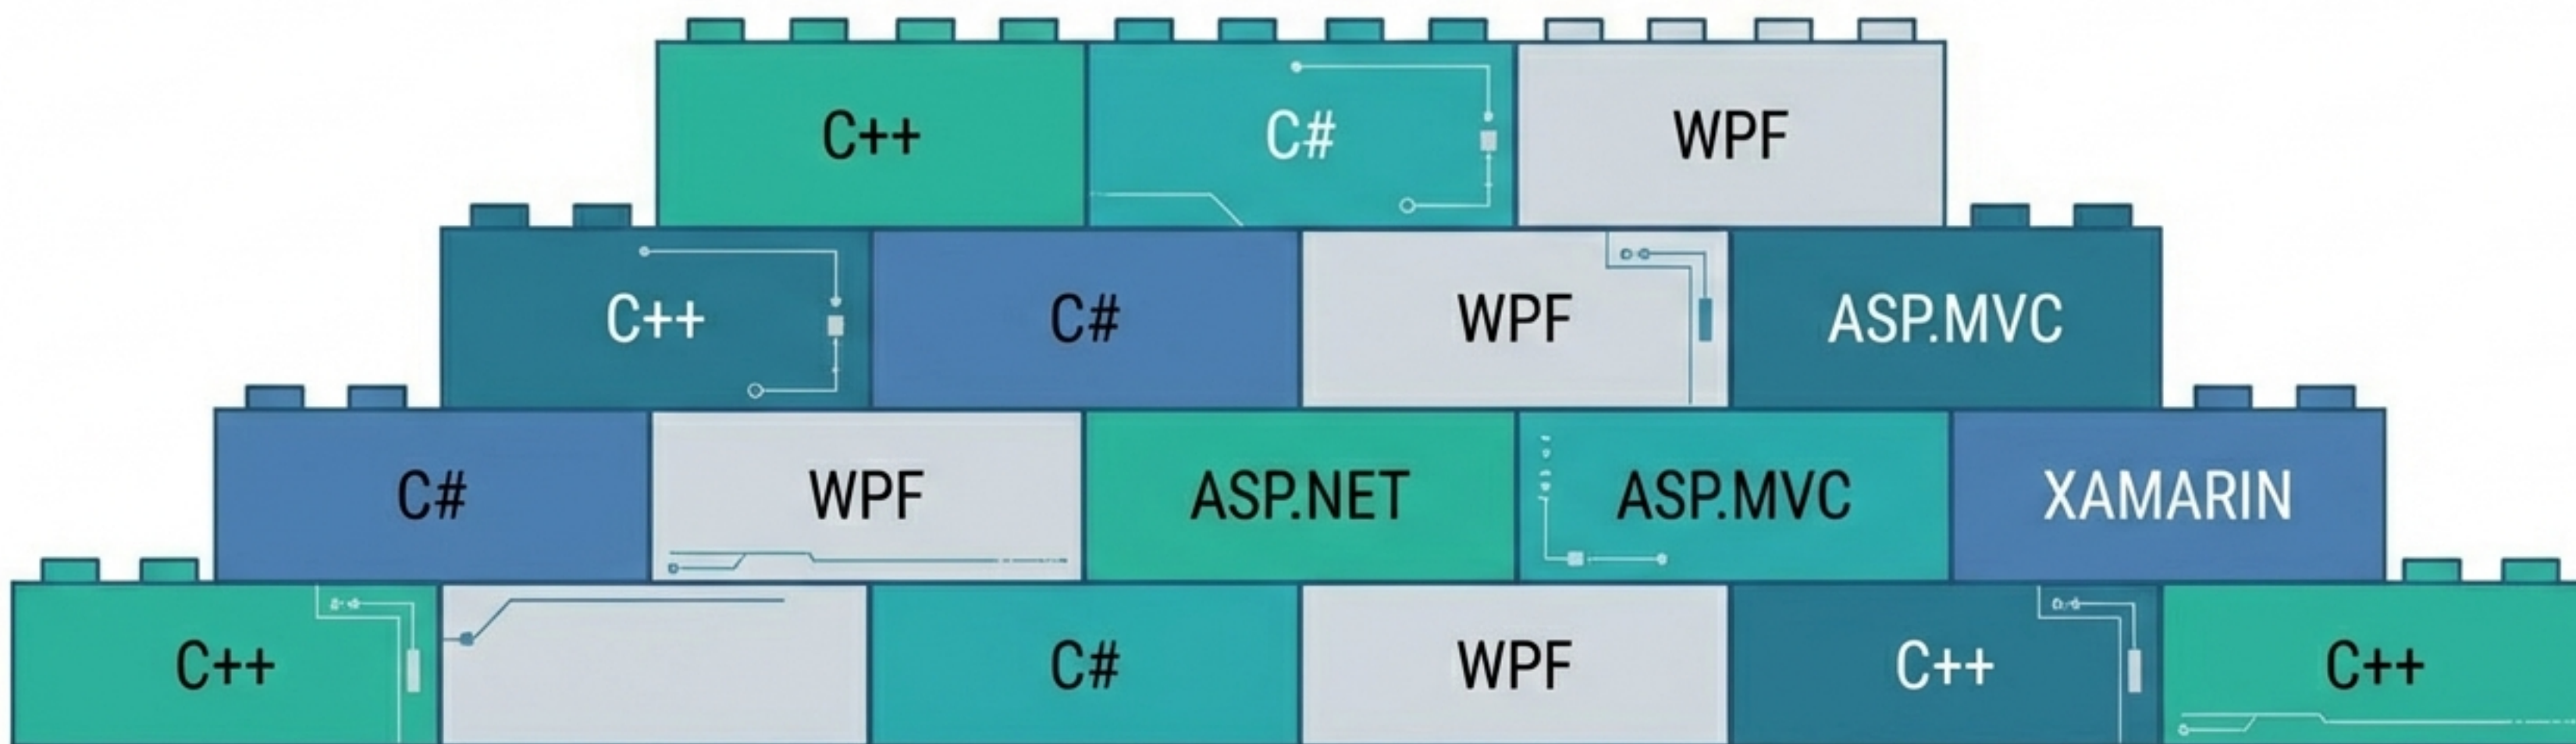 C++ C# WPF
C++ C# WPF ASP.MVC
C# WPF ASP.NET ASP.MVC XAMARIN
C++ C# WPF C++ C++